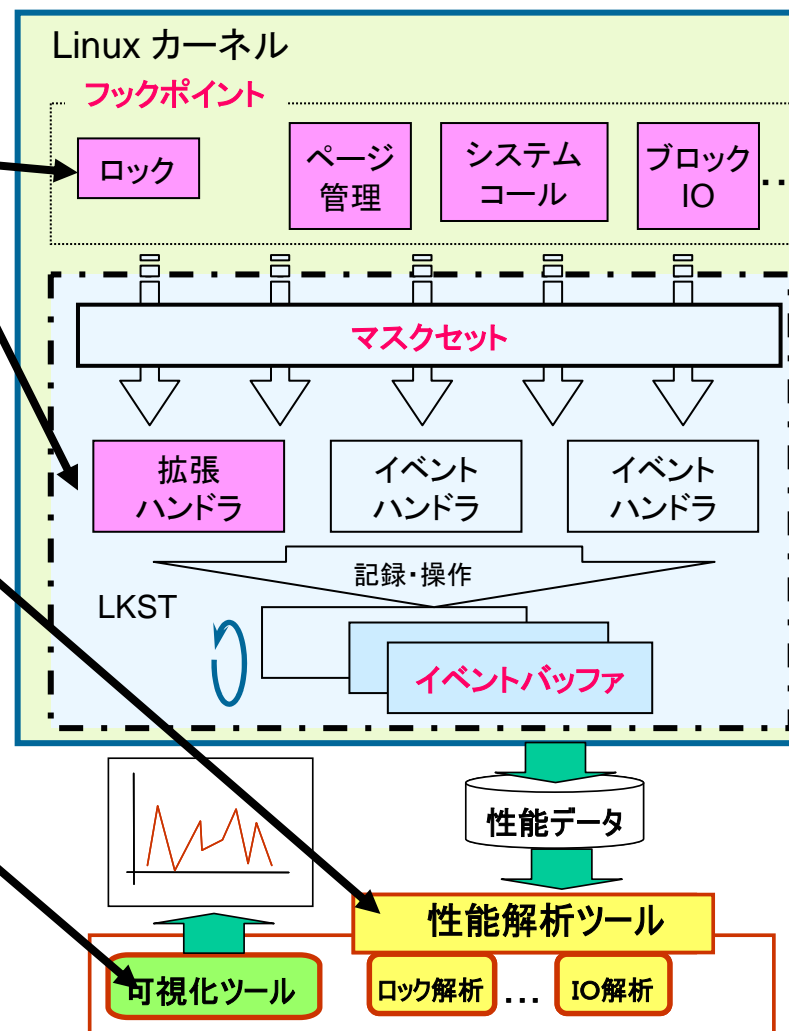 Linux カーネル
フックポイント
ロック
ページ
管理
システム
コール
ブロック
IO
...
マスクセット
拡張
ハンドラ
イベント
ハンドラ
イベント
ハンドラ
記録・操作
LKST
イベントバッファ
性能データ
性能解析ツール
可視化ツール
ロック解析 ... IO解析